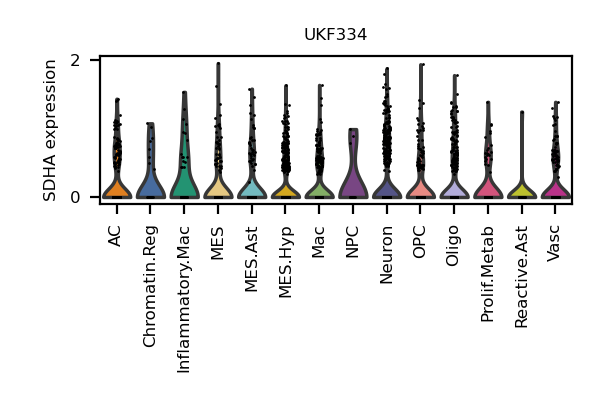 UKF334
SDHA expression
2
0
AC
Chromatin.Reg
Inflammatory.Mac
MES
MES.Ast
MES.Hyp
Mac
NPC
Neuron
OPC
Oligo
Prolif.Metab
Reactive.Ast
Vasc